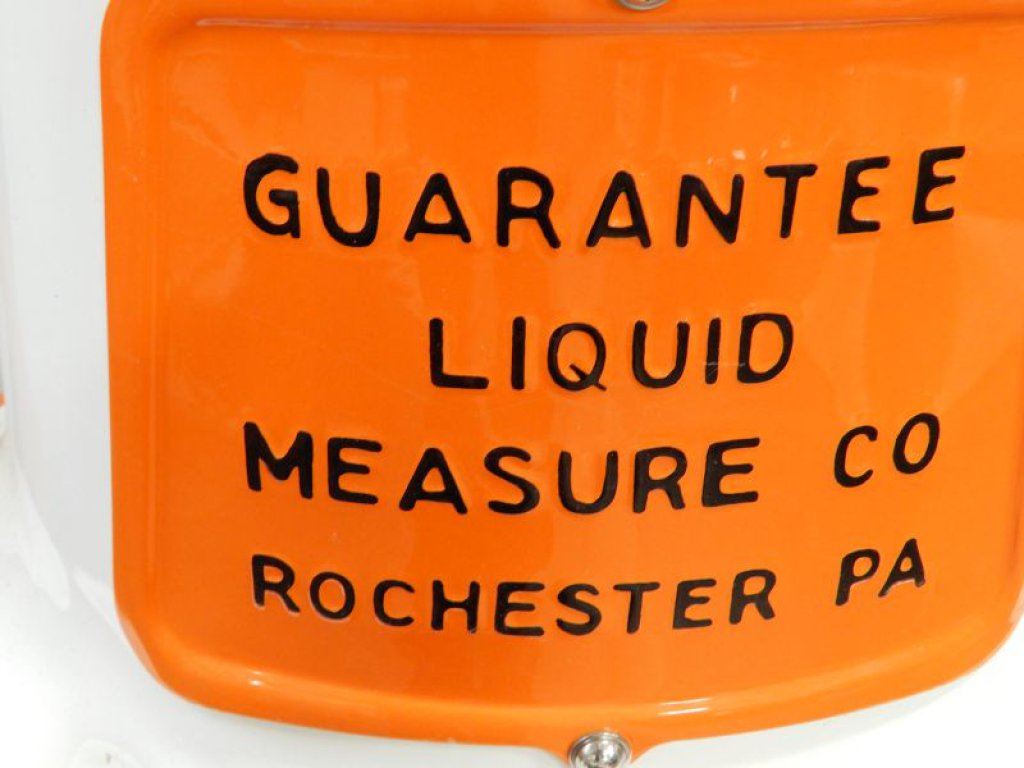 GUARANTEE
LIQUID
MEASURE CO
ROCHESTER PA